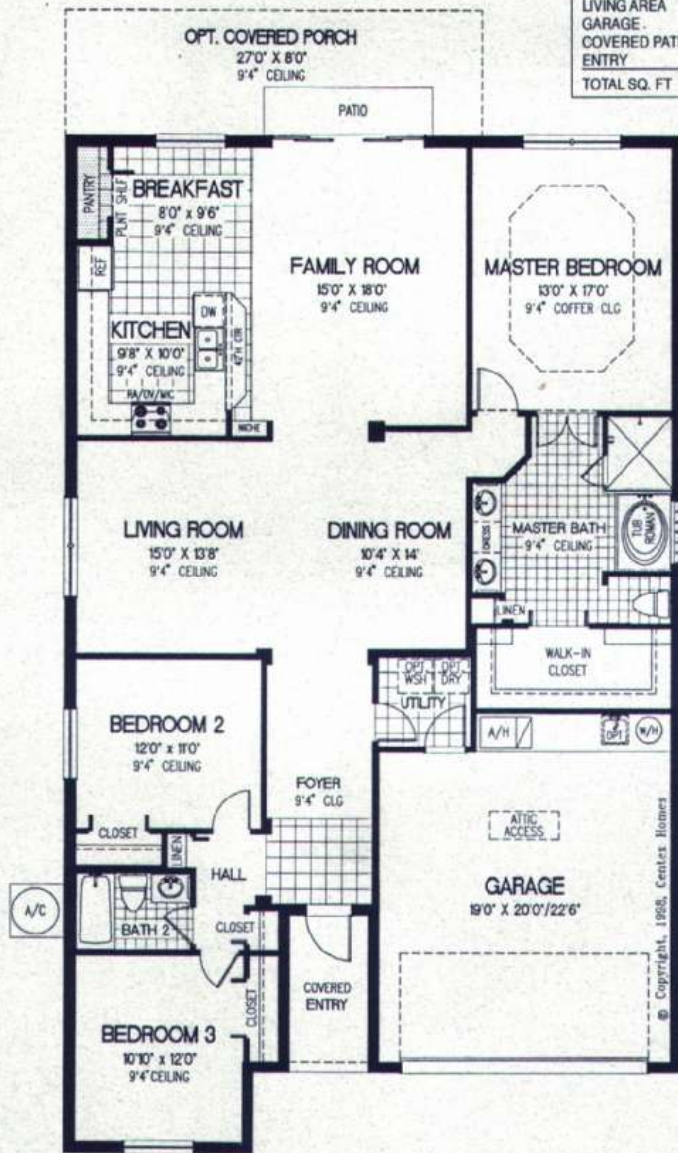 LIVING AREA
GARAGE.
COVERED
ENTRY
TOTAL SQ. FT
OPT. COVERED PORCH
27'0" X 8'0"
9'4" CEILING
PATIO
PANTRY
PLNT SHLF
BREAKFAST
8'0" x 9'6"
9'4" CEILING
REF
DW
KITCHEN
9'8" X 10'0"
9'4" CEILING
RA/OV/MIC
NICHE
FAMILY ROOM
15'0" X 18'0"
9'4" CEILING
MASTER BEDROOM
13'0" X 17'0"
9'4" COFFER CLG
LIVING ROOM
15'0" X 13'8"
9'4" CEILING
DINING ROOM
10'4" X 14'
9'4" CEILING
MASTER BATH
9'4" CEILING
ROMAN
TUB
LINEN
WALK-IN
CLOSET
OPT
WSH
OPT
DRY
UTILITY
BEDROOM 2
12'0" x 11'0"
9'4" CEILING
CLOSET
LINEN
FOYER
9'4" CLG
HALL
A/H
OPT
W/H
ATTIC
ACCESS
GARAGE
19'0" X 20'0"/22'6"
A/C
BATH 2
CLOSET
CLOSET
COVERED
ENTRY
BEDROOM 3
10'10" x 12'0"
9'4" CEILING
© Copyright, 1998, Centex Homes